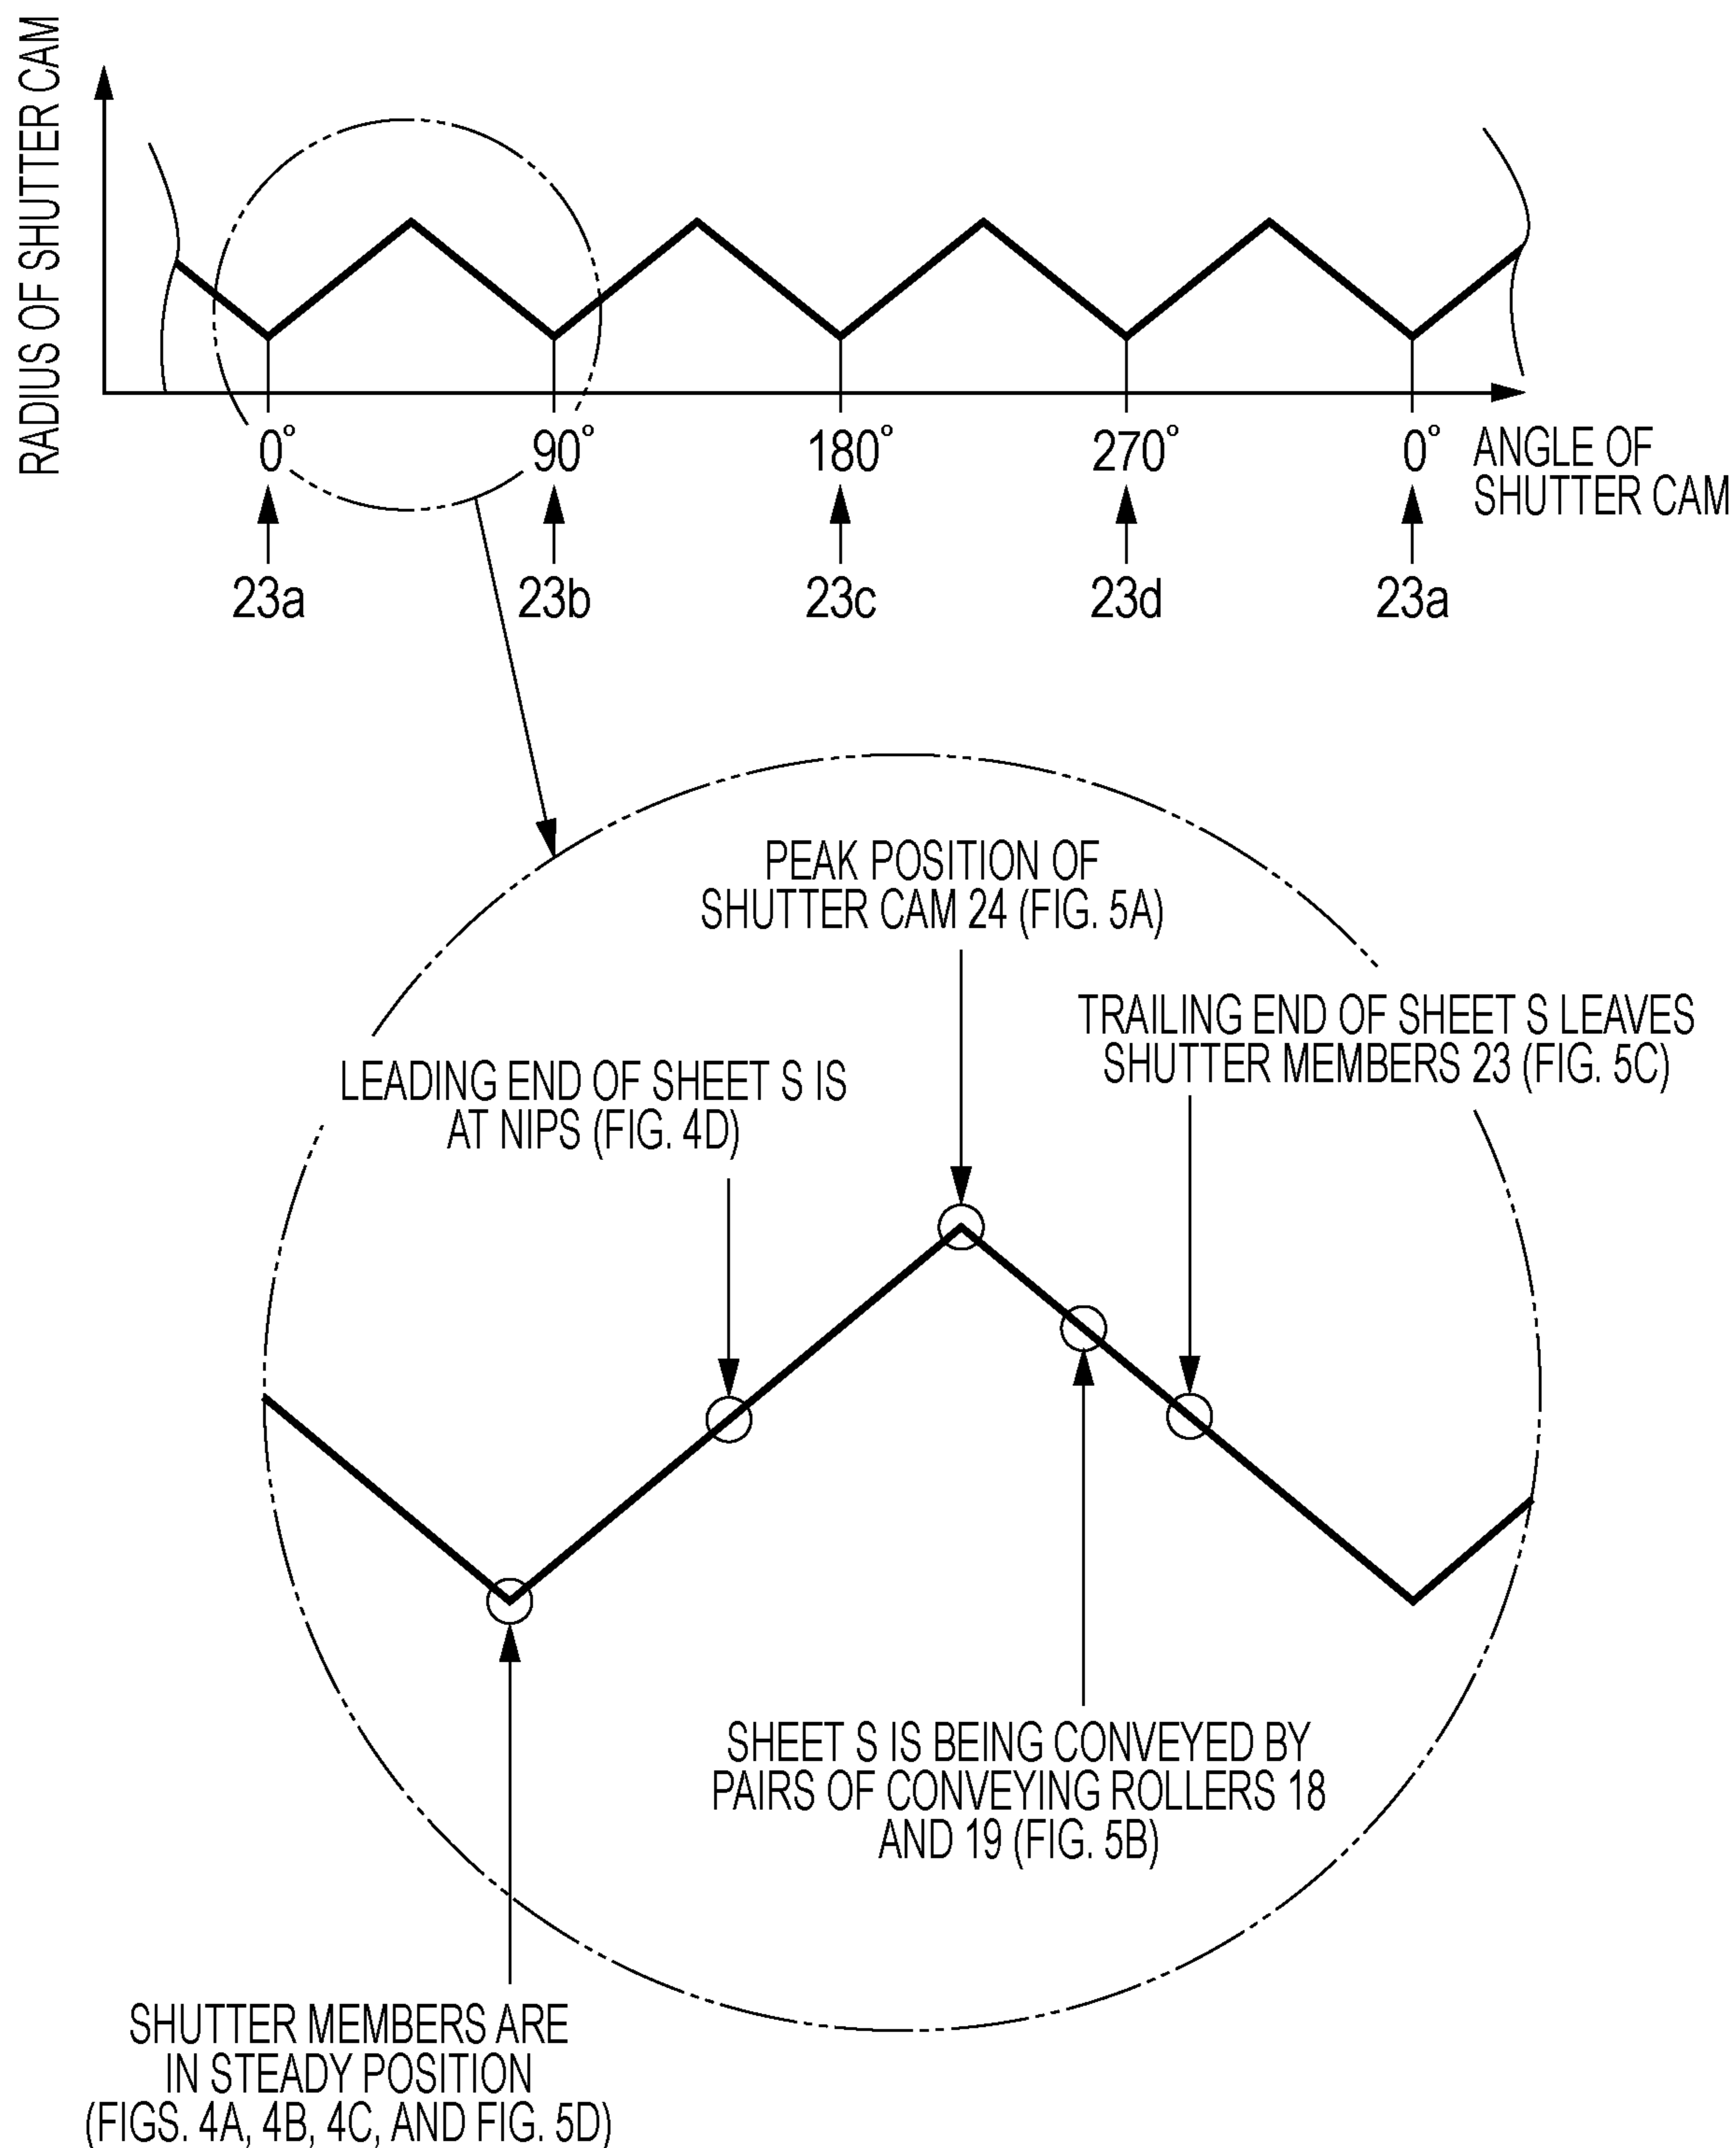 RADIUS OF SHUTTER CAM
0°
90°
180°
270°
0°
ANGLE OF
SHUTTER CAM
23a
23b
23c
23d
23a
PEAK POSITION OF
SHUTTER CAM 24 (FIG. 5A)
TRAILING END OF SHEET S LEAVES
SHUTTER MEMBERS 23 (FIG. 5C)
LEADING END OF SHEET S IS
AT NIPS (FIG. 4D)
SHEET S IS BEING CONVEYED BY
PAIRS OF CONVEYING ROLLERS 18
AND 19 (FIG. 5B)
SHUTTER MEMBERS ARE
IN STEADY POSITION
(FIGS. 4A, 4B, 4C, AND FIG. 5D)